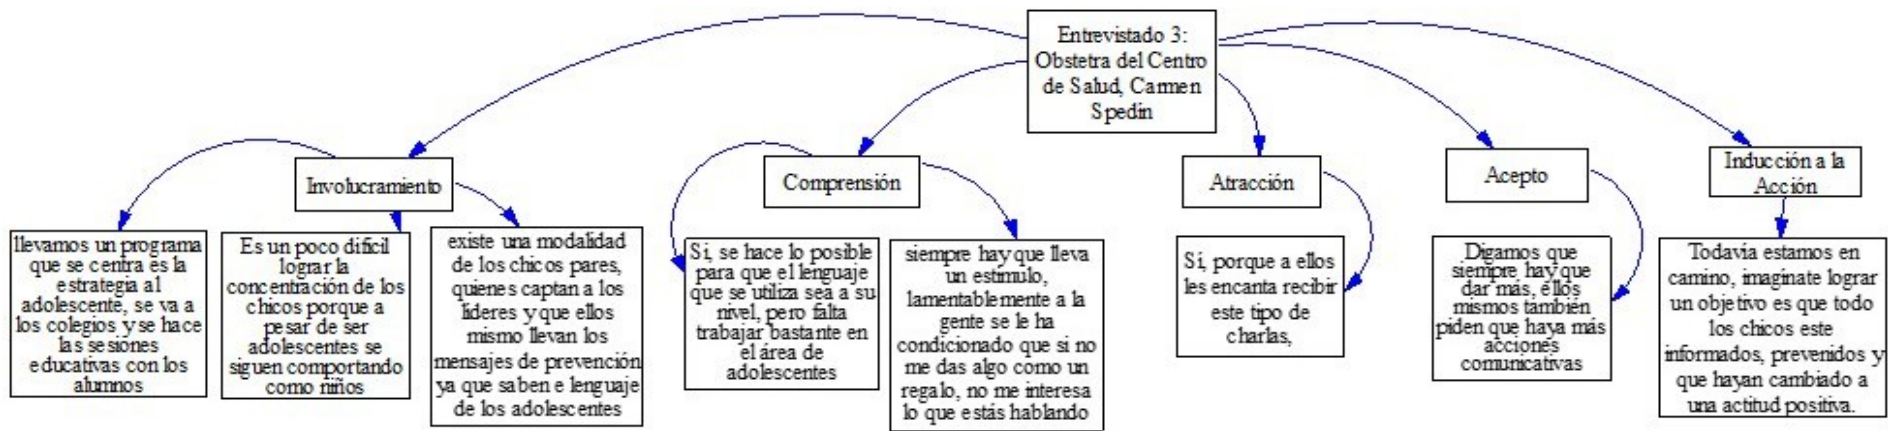 Entrevistado 3:
Obstetra del Centro
de Salud, Carmen
Spedin
Involucramiento
Comprensión
Atracción
Acepto
Inducción a la
Acción
llevamos un programa
que se centra es la
estrategia al
adolescente, se va a
los colegios y se hace
las sesiones
educativas con los
alumnos
Es un poco difícil
lograr la
concentración de los
chicos porque a
pesar de ser
adolescentes se
siguen comportando
como niños
existe una modalidad
de los chicos pares,
quienes captan a los
líderes y que ellos
mismo llevan los
mensajes de prevención
ya que saben e lenguaje
de los adolescentes
Sí, se hace lo posible
para que el lenguaje
que se utiliza sea a su
nivel, pero falta
trabajar bastante en
el área de
adolescentes
siempre hay que lleva
un estímulo,
lamentablemente a la
gente se le ha
condicionado que si no
me das algo como un
regalo, no me interesa
lo que estás hablando
Sí, porque a ellos
les encanta recibir
este tipo de
charlas,
Digamos que
siempre hay que
dar más, ellos
mismos también
piden que haya más
acciones
comunicativas
Todavía estamos en
camino, imagínate lograr
un objetivo es que todo
los chicos este
informados, prevenidos y
que hayan cambiado a
una actitud positiva.